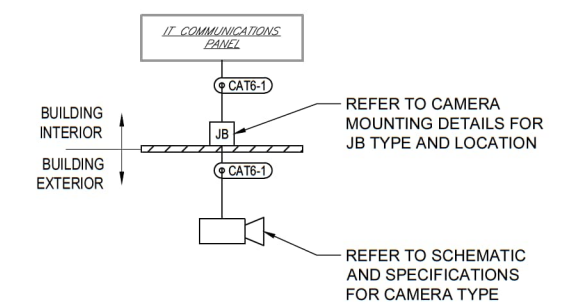 IT COMMUNICATIONS
PANEL
CAT6-1
BUILDING
INTERIOR
JB
REFER TO CAMERA
MOUNTING DETAILS FOR
JB TYPE AND LOCATION
BUILDING
EXTERIOR
CAT6-1
REFER TO SCHEMATIC
AND SPECIFICATIONS
FOR CAMERA TYPE